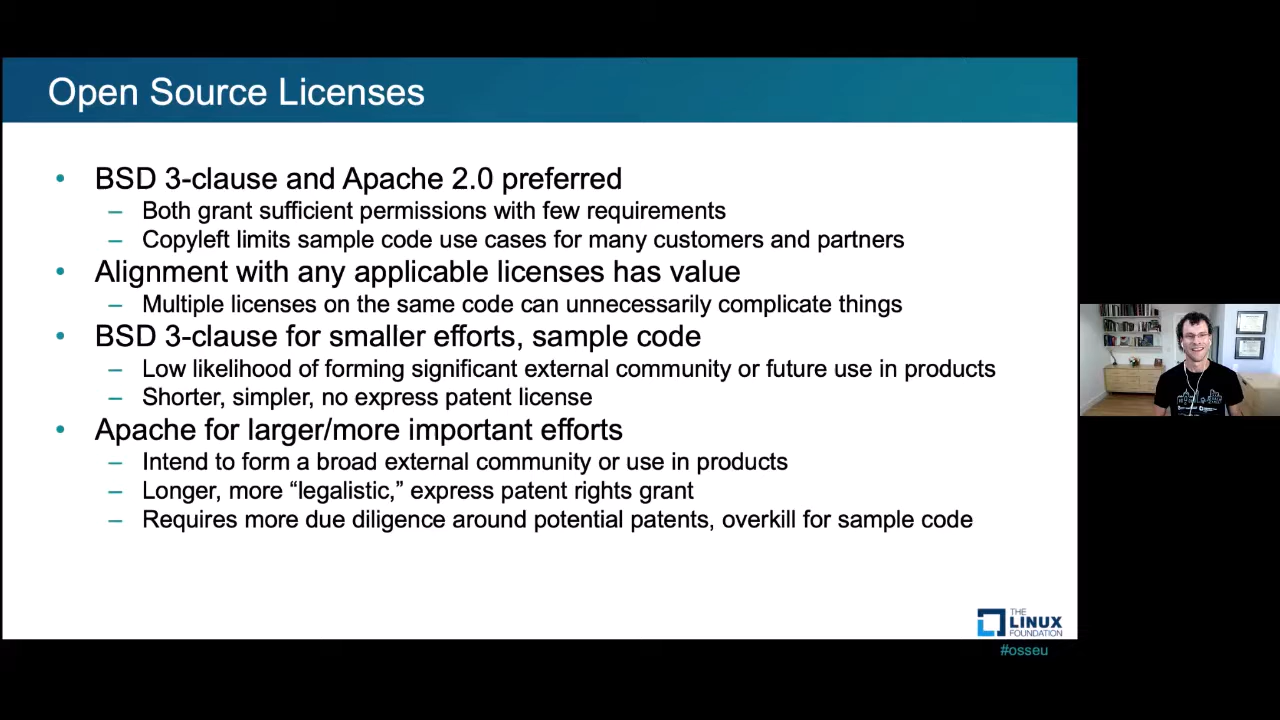 Open Source Licenses
• BSD 3-clause and Apache 2.0 preferred
– Both grant sufficient permissions with few requirements
– Copyleft limits sample code use cases for many customers and partners
• Alignment with any applicable licenses has value
– Multiple licenses on the same code can unnecessarily complicate things
• BSD 3-clause for smaller efforts, sample code
– Low likelihood of forming significant external community or future use in products
– Shorter, simpler, no express patent license
• Apache for larger/more important efforts
– Intend to form a broad external community or use in products
– Longer, more “legalistic,” express patent rights grant
– Requires more due diligence around potential patents, overkill for sample code
THE
LINUX
FOUNDATION
#osseu